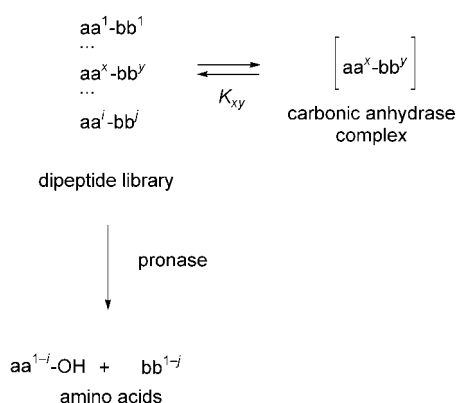 aa¹-bb¹
...
aaˣ-bbʸ
...
aaⁱ-bbʲ
dipeptide library
Kxy
[aaˣ-bbʸ]
carbonic anhydrase
complex
pronase
aa¹⁻ⁱ-OH + bb¹⁻ʲ
amino acids